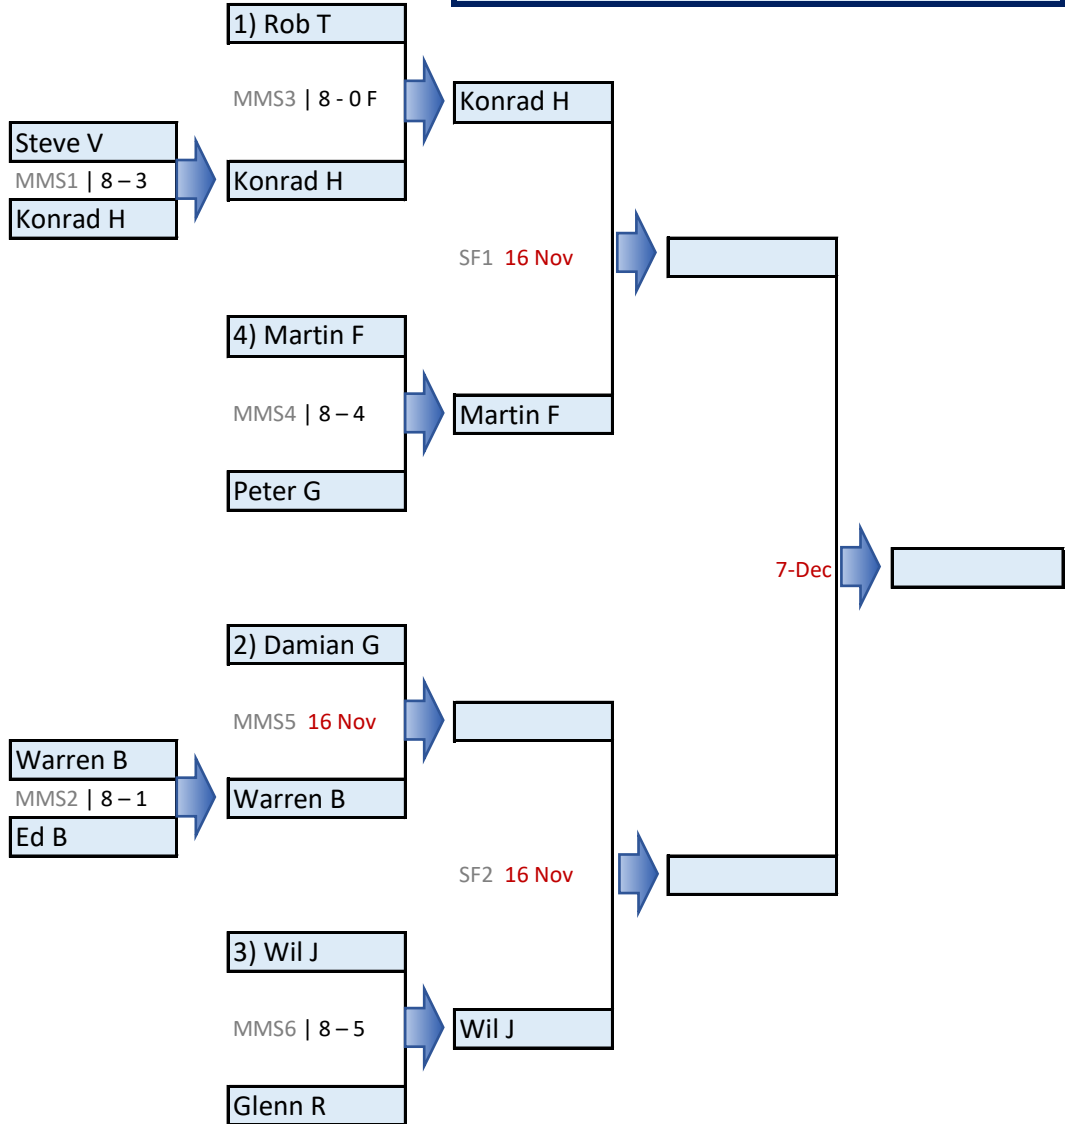 1) Rob T
MMS3 | 8 - 0 F
Konrad H
Steve V
MMS1 | 8 – 3
Konrad H
Konrad H
SF1 16 Nov
4) Martin F
MMS4 | 8 – 4
Martin F
Peter G
7-Dec
2) Damian G
MMS5 16 Nov
Warren B
MMS2 | 8 – 1
Warren B
Ed B
SF2 16 Nov
3) Wil J
MMS6 | 8 – 5
Wil J
Glenn R